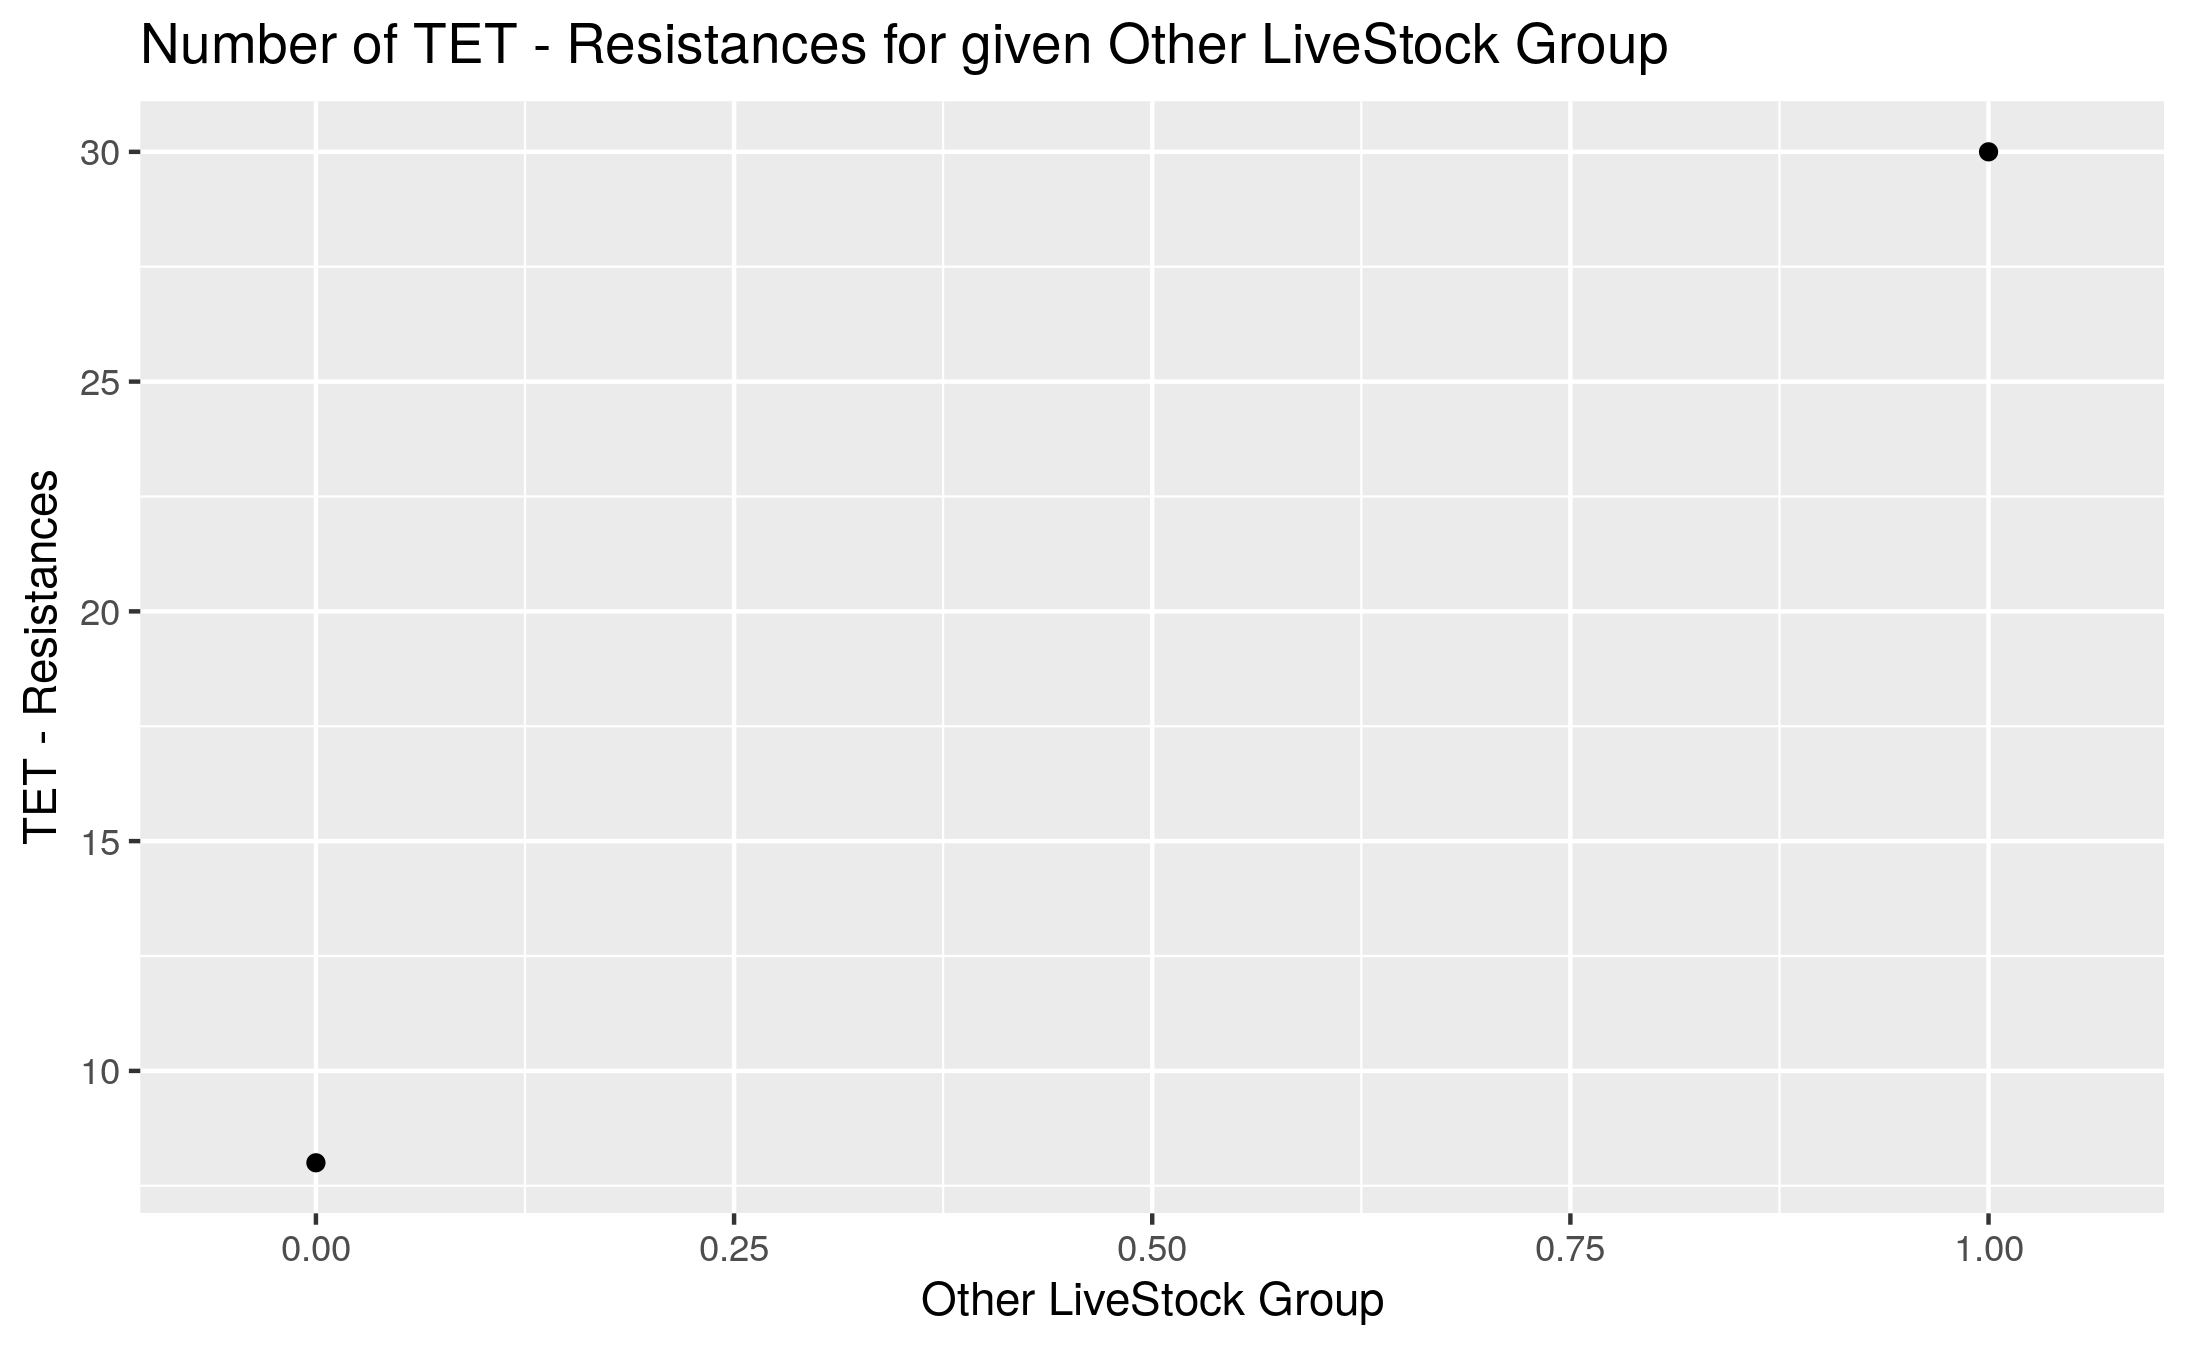 Number of TET - Resistances for given Other LiveStock Group
TET - Resistances
30
25
20
15
10
0.00 0.25 0.50 0.75 1.00
Other LiveStock Group